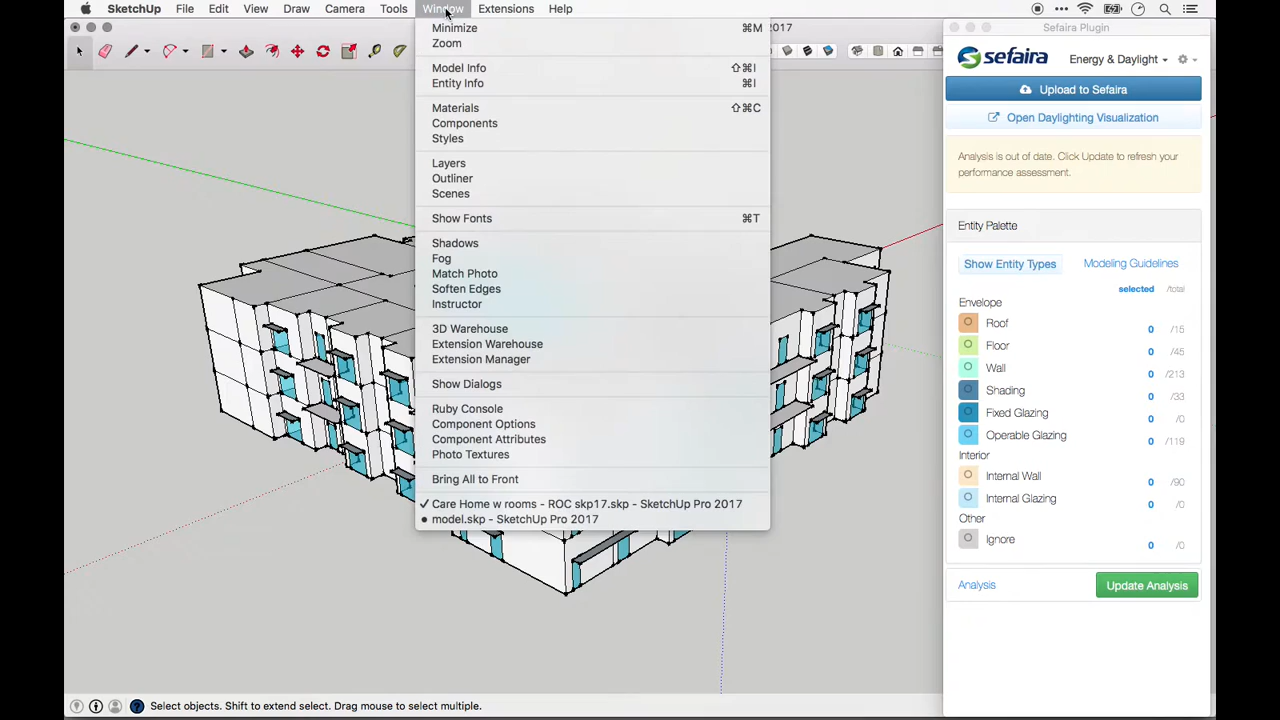 SketchUp File Edit View Draw Camera Tools Window Extensions Help
Minimize ⌘M
Zoom
Model Info ⇧⌘I
Entity Info ⌘I
Materials ⇧⌘C
Components
Styles
Layers
Outliner
Scenes
Show Fonts ⌘T
Shadows
Fog
Match Photo
Soften Edges
Instructor
3D Warehouse
Extension Warehouse
Extension Manager
Show Dialogs
Ruby Console
Component Options
Component Attributes
Photo Textures
Bring All to Front
✓ Care Home w rooms - ROC skp17.skp - SketchUp Pro 2017
• model.skp - SketchUp Pro 2017
2017
Sefaira Plugin
sefaira Energy & Daylight
Upload to Sefaira
Open Daylighting Visualization
Analysis is out of date. Click Update to refresh your
performance assessment.
Entity Palette
Show Entity Types Modeling Guidelines
selected /total
Envelope
Roof 0 /15
Floor 0 /45
Wall 0 /213
Shading 0 /33
Fixed Glazing 0 /0
Operable Glazing 0 /119
Interior
Internal Wall 0 /90
Internal Glazing 0 /0
Other
Ignore 0 /0
Analysis Update Analysis
Select objects. Shift to extend select. Drag mouse to select multiple.